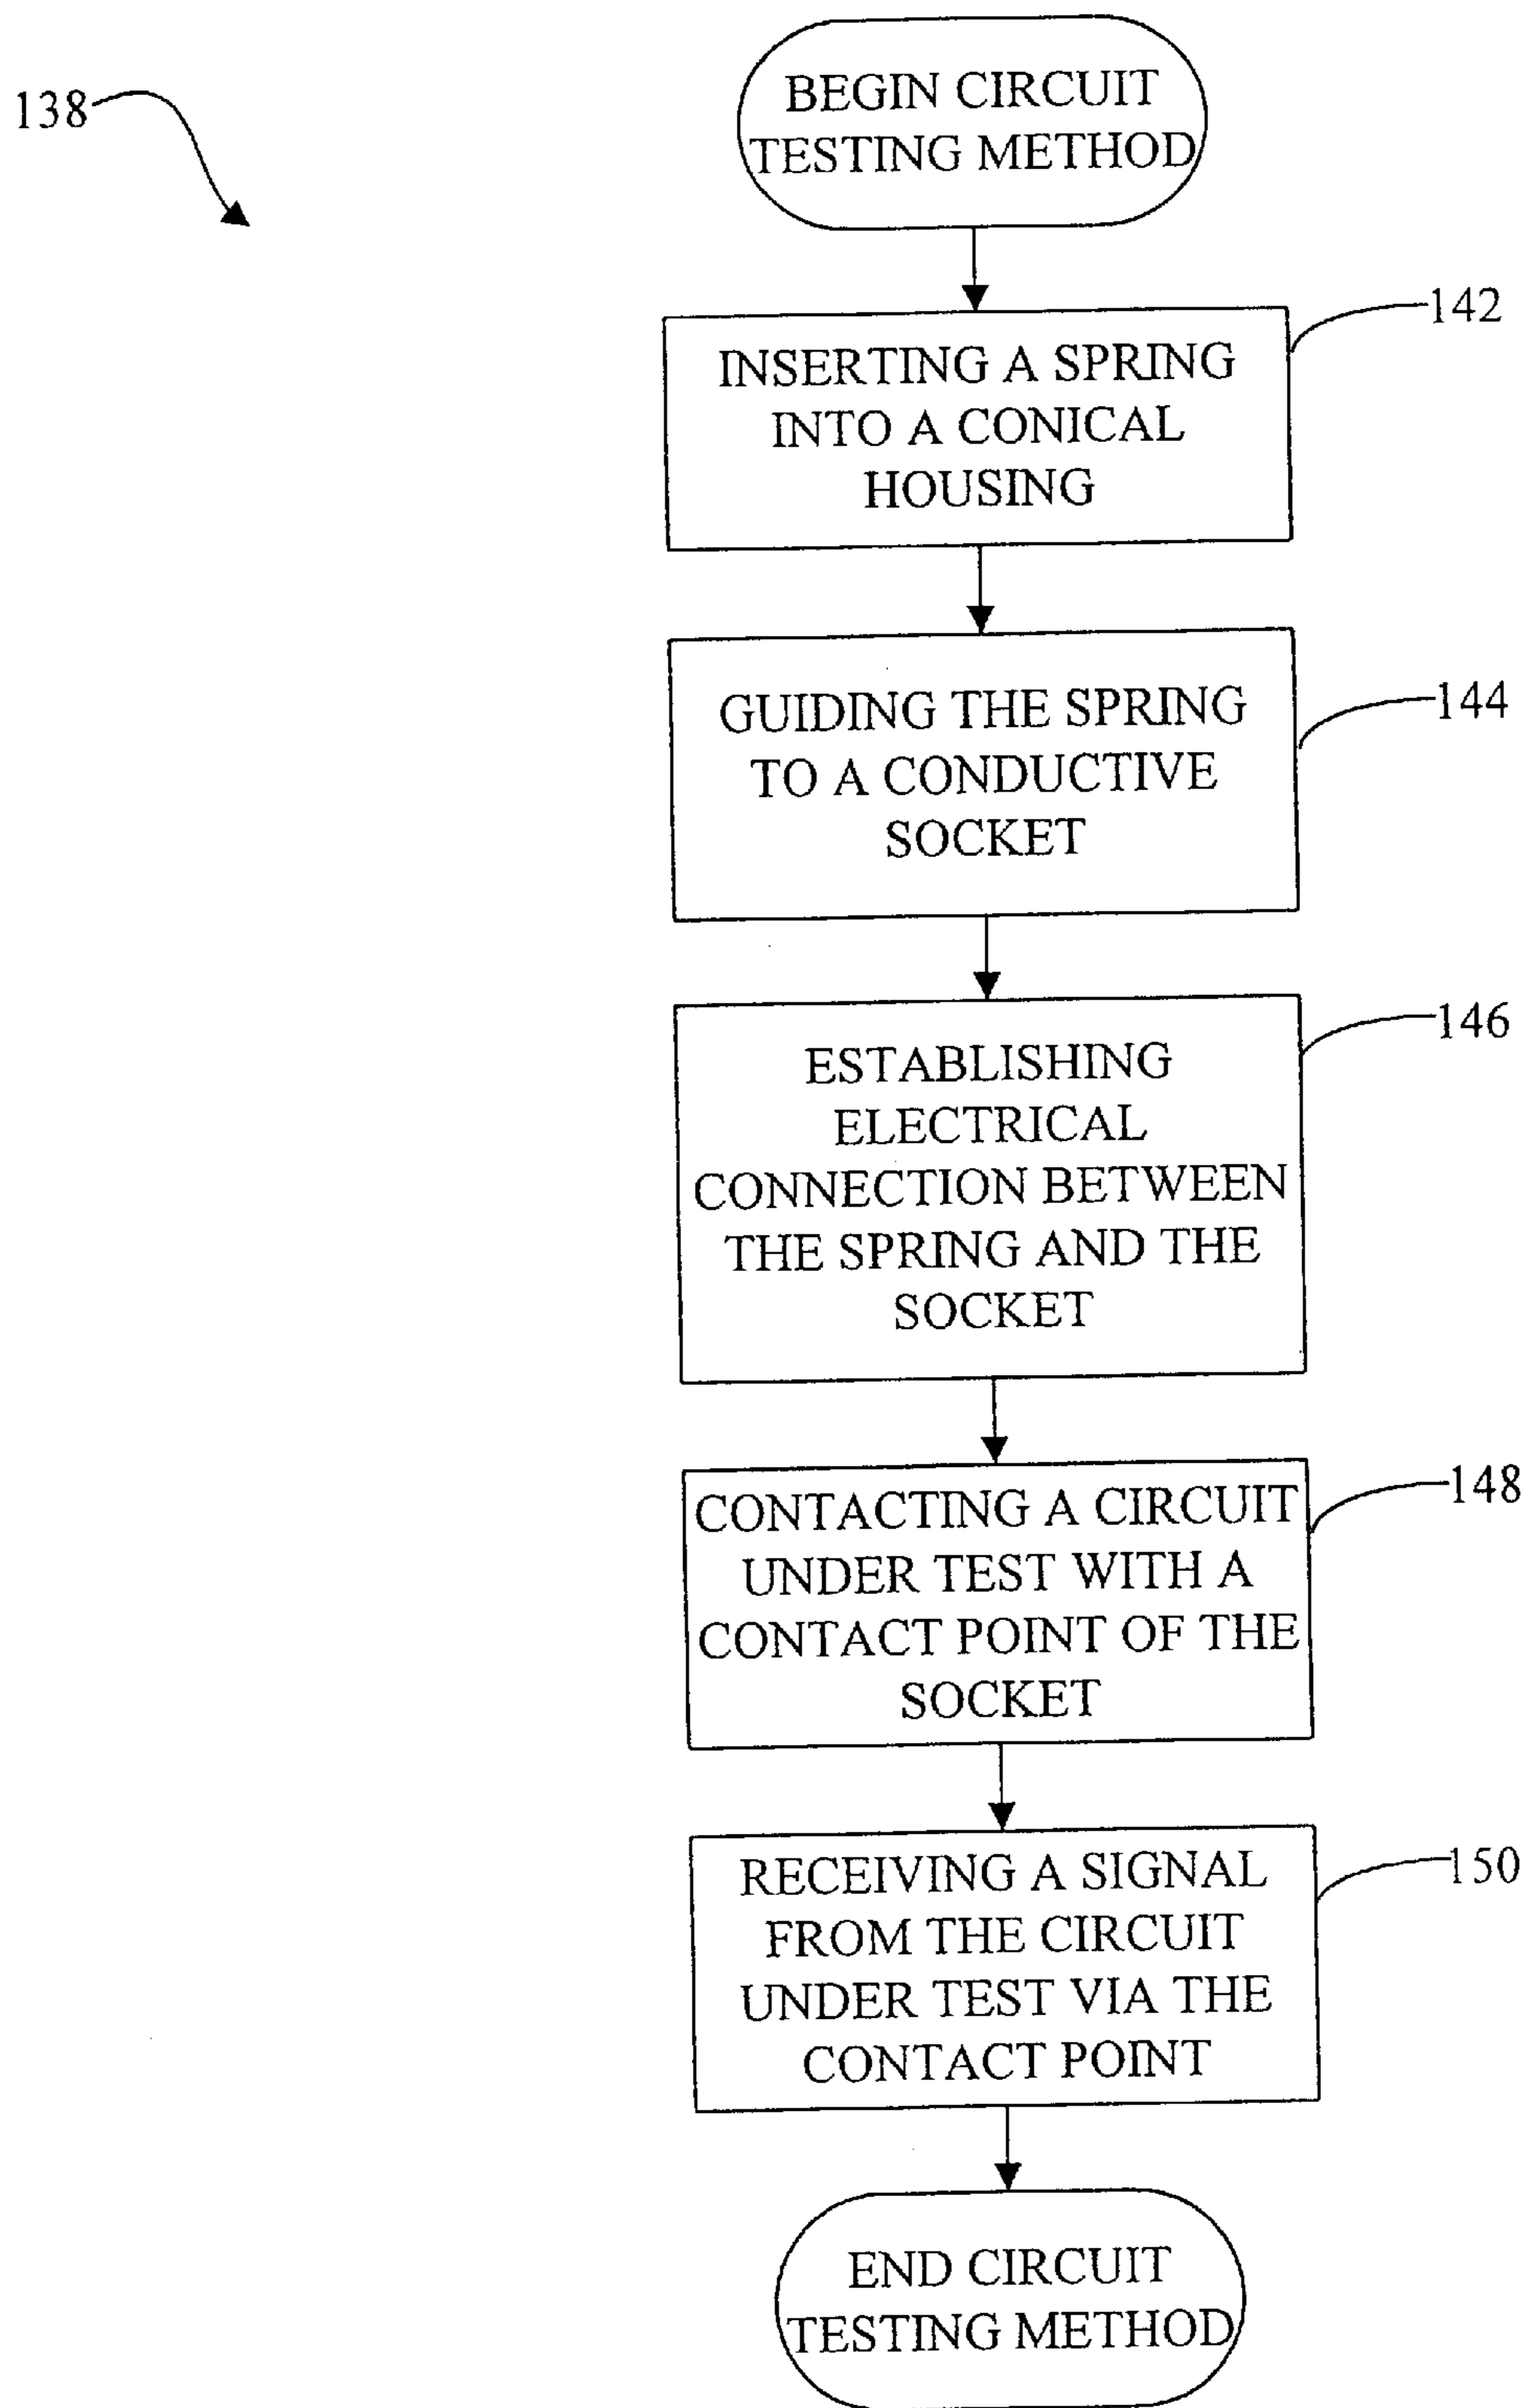 138
BEGIN CIRCUIT
TESTING METHOD
142
INSERTING A SPRING
INTO A CONICAL
HOUSING
144
GUIDING THE SPRING
TO A CONDUCTIVE
SOCKET
146
ESTABLISHING
ELECTRICAL
CONNECTION BETWEEN
THE SPRING AND THE
SOCKET
148
CONTACTING A CIRCUIT
UNDER TEST WITH A
CONTACT POINT OF THE
SOCKET
150
RECEIVING A SIGNAL
FROM THE CIRCUIT
UNDER TEST VIA THE
CONTACT POINT
END CIRCUIT
TESTING METHOD